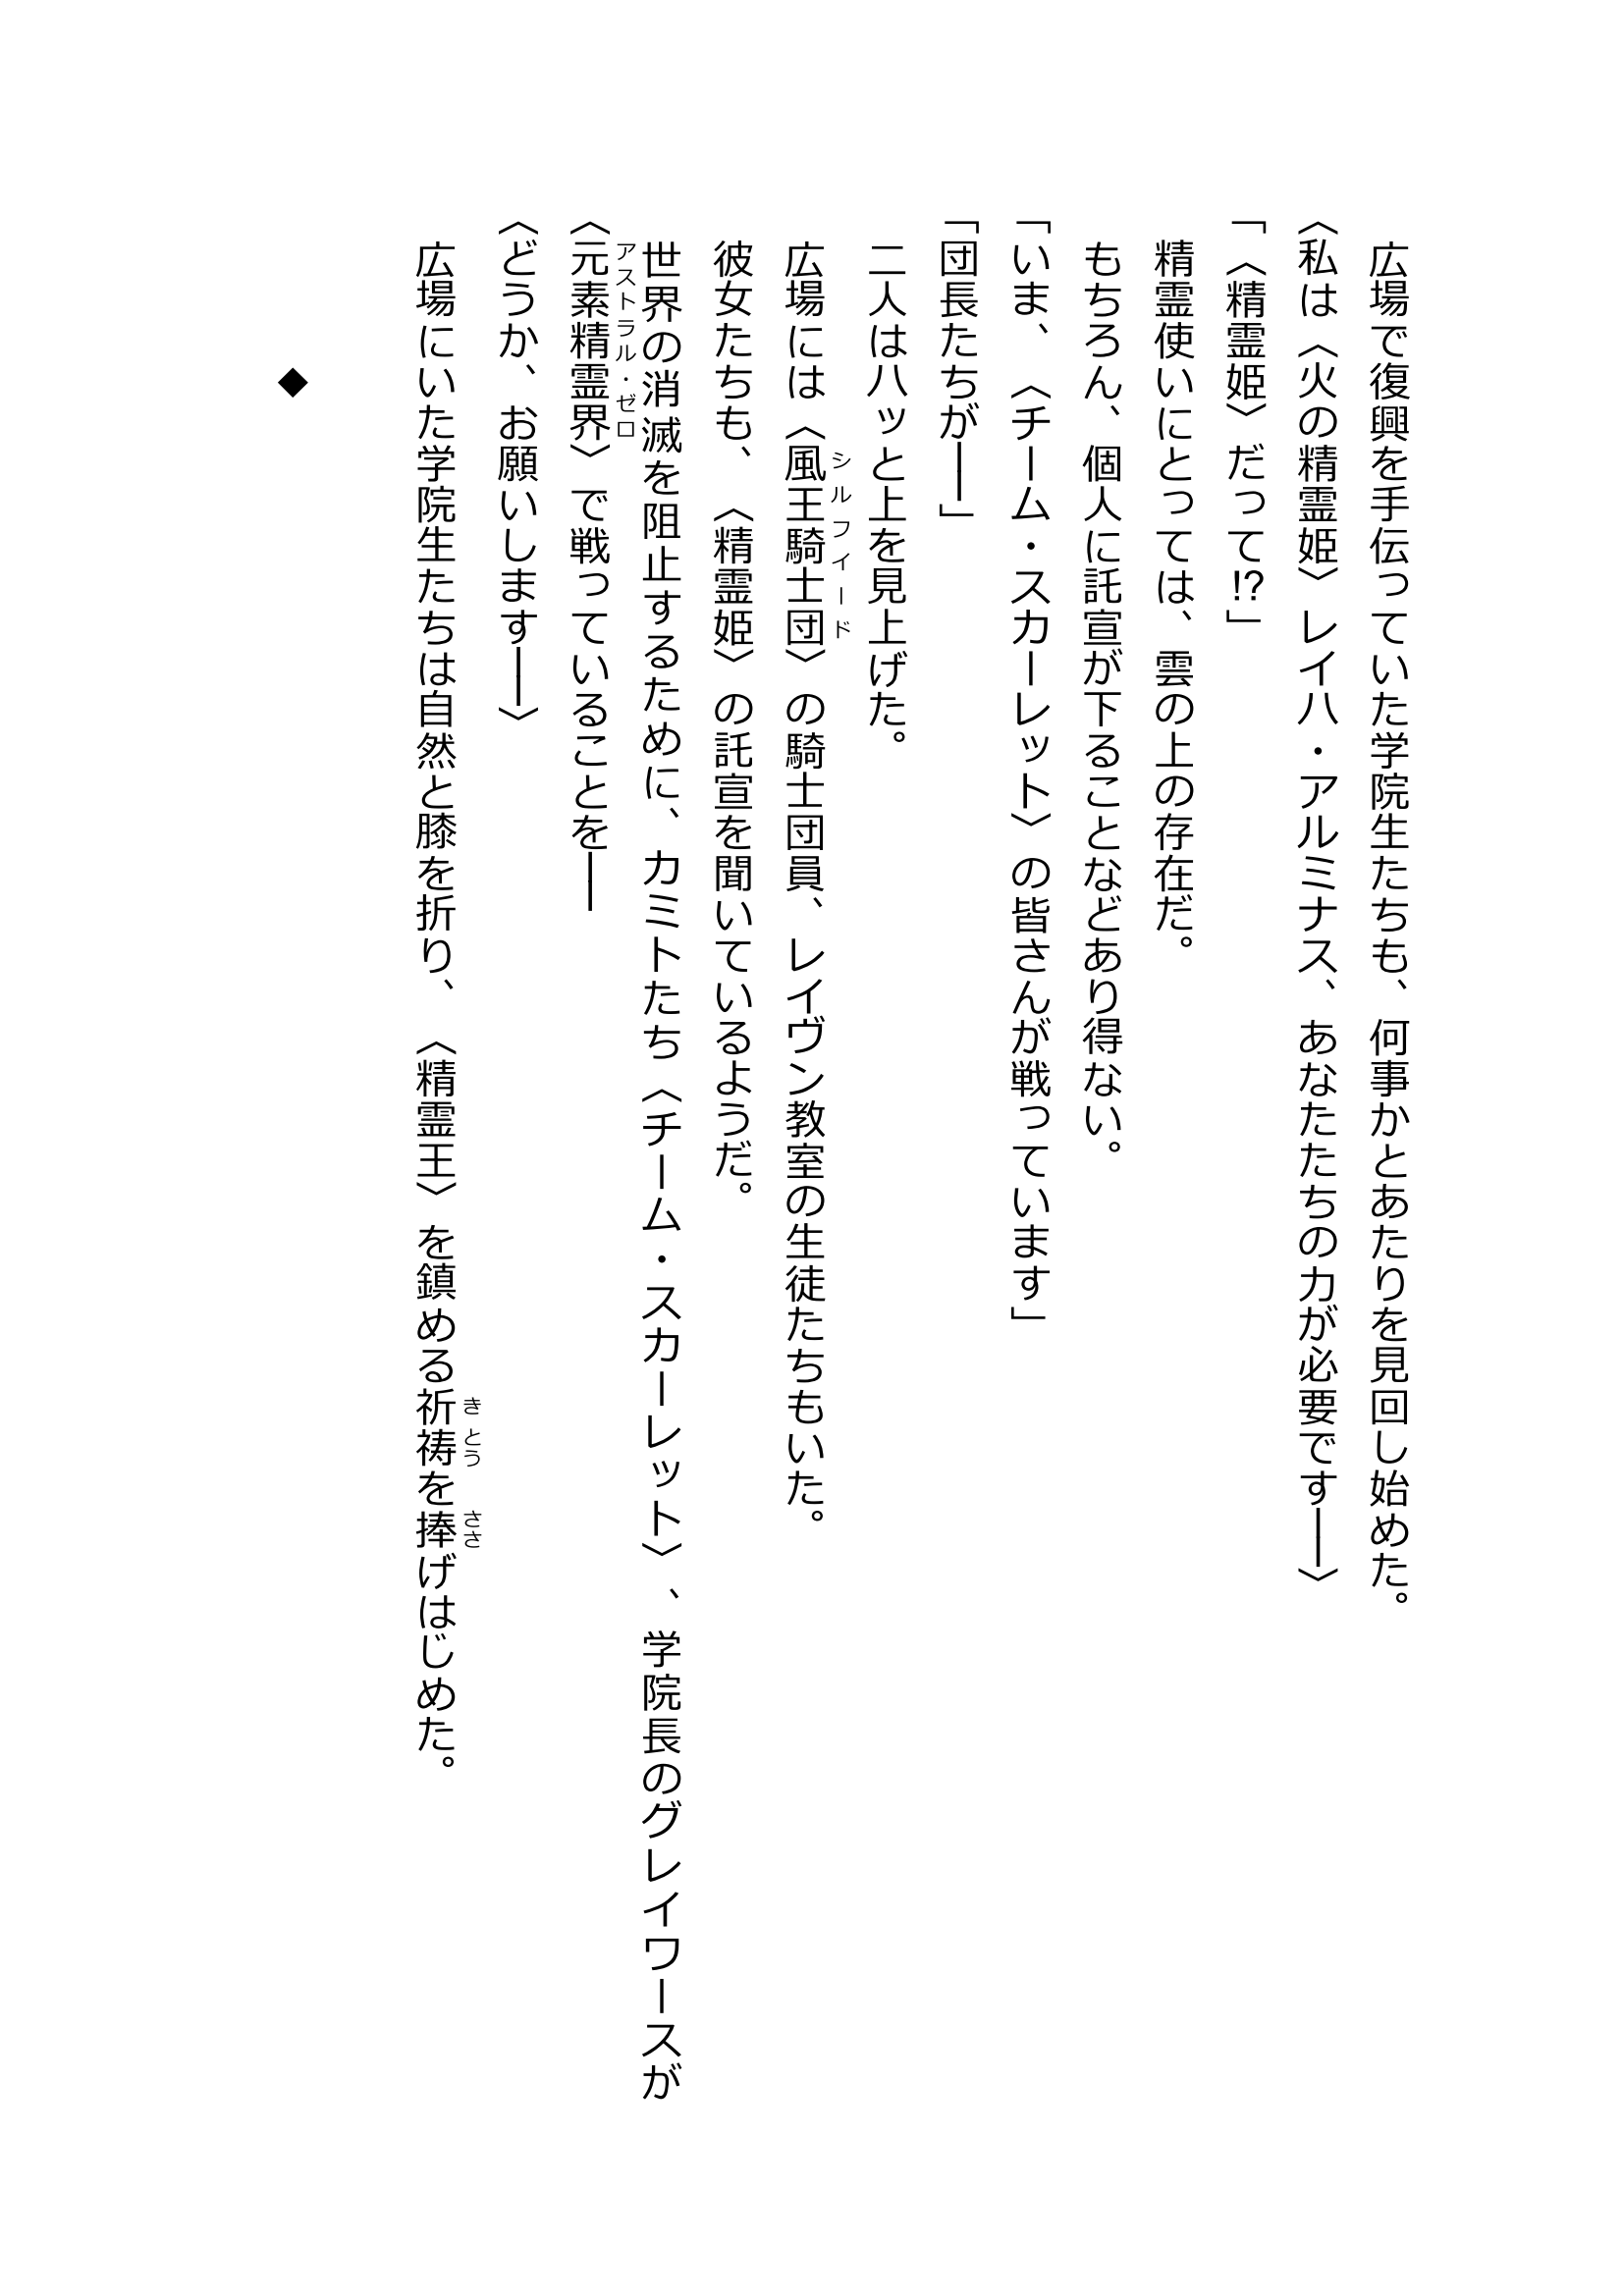 広場で復興を手伝っていた学院生たちも、何事かとあたりを見回し始めた。
〈私は〈火の精霊姫〉レイハ・アルミナス、あなたたちの力が必要です──〉
「〈精霊姫〉だって⁉」
精霊使いにとっては、雲の上の存在だ。
もちろん、個人に託宣が下ることなどあり得ない。
「いま、〈チーム・スカーレット〉の皆さんが戦っています」
「団長たちが──」
二人はハッと上を見上げた。
シルフイード
広場には〈風王騎士団〉の騎士団員、レイヴン教室の生徒たちもいた。
彼女たちも、〈精霊姫〉の託宣を聞いているようだ。
世界の消滅を阻止するために、カミトたち〈チーム・スカーレット〉、学院長のグレイワースが
アストラル・ゼロ
〈元素精霊界〉で戦っていることを──
〈どうか、お願いします──〉
きとう ささ
広場にいた学院生たちは自然と膝を折り、〈精霊王〉を鎮める祈祷を捧げはじめた。
◆